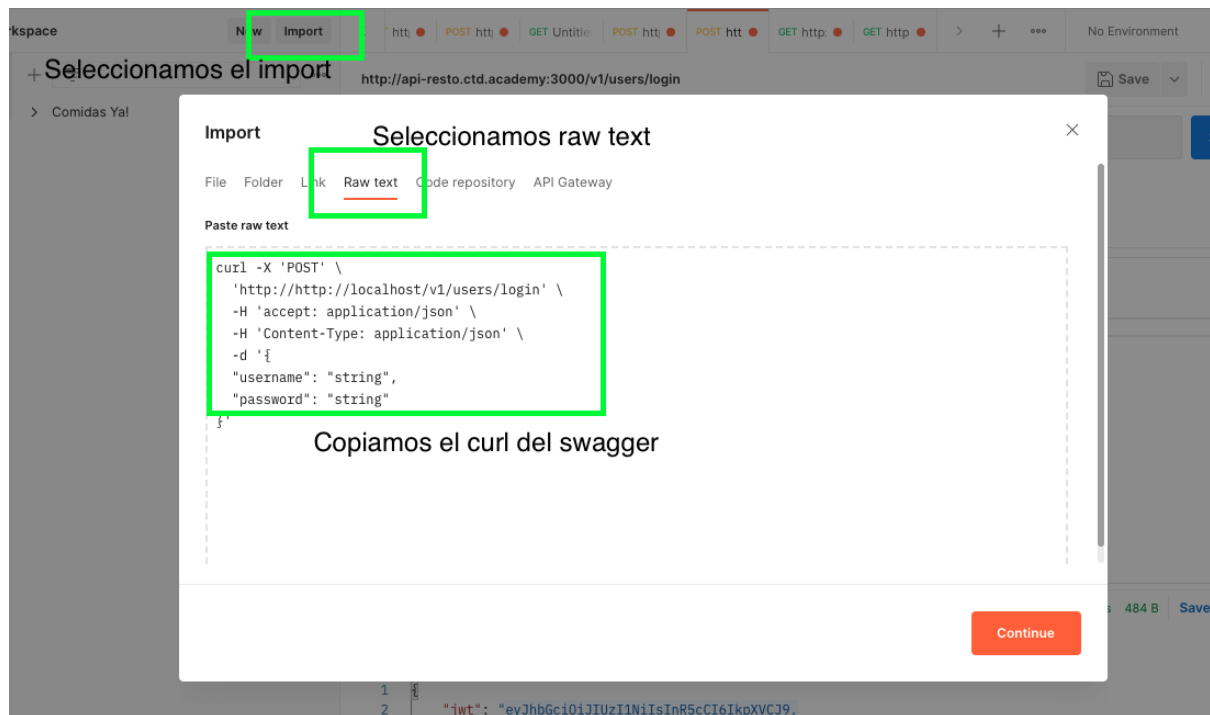 kspace
New Import
htt POST htt GET Untitle POST htt POST htt GET http: GET http
No Environment
Seleccionamos el import
http://api-resto.ctd.academy:3000/v1/users/login
Save
Comidas Ya!
Import
Seleccionamos raw text
File Folder Link Raw text Code repository API Gateway
Paste raw text
curl -X 'POST' \
'http://http://localhost/v1/users/login' \
-H 'accept: application/json' \
-H 'Content-Type: application/json' \
-d '{
"username": "string",
"password": "string"
}'
Copiamos el curl del swagger
s 484 B Save
Continue
1 {
2 "jwt": "eyJhbGciOiJIUzI1NiIsInR5cCI6IkpXVCJ9.